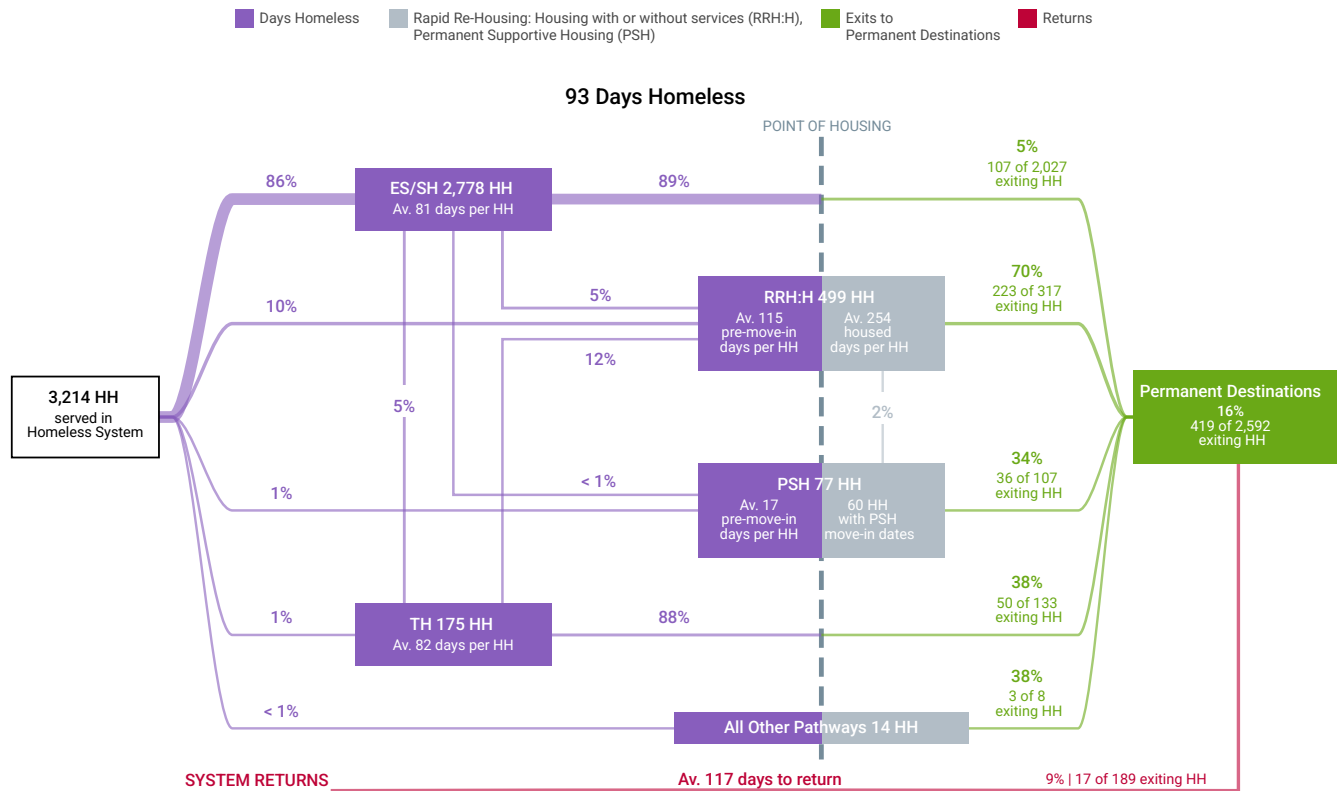 Days Homeless
Rapid Re-Housing: Housing with or without services (RRH:H),
Permanent Supportive Housing (PSH)
Exits to
Permanent Destinations
Returns
93 Days Homeless
POINT OF HOUSING
86%
ES/SH 2,778 HH
Av. 81 days per HH
89%
5%
107 of 2,027
exiting HH
10%
5%
RRH:H 499 HH
Av. 115
pre-move-in
days per HH
Av. 254
housed
days per HH
70%
223 of 317
exiting HH
12%
3,214 HH
served in
Homeless System
5%
2%
Permanent Destinations
16%
419 of 2,592
exiting HH
1%
< 1%
PSH 77 HH
Av. 17
pre-move-in
days per HH
60 HH
with PSH
move-in dates
34%
36 of 107
exiting HH
1%
TH 175 HH
Av. 82 days per HH
88%
38%
50 of 133
exiting HH
< 1%
All Other Pathways 14 HH
38%
3 of 8
exiting HH
SYSTEM RETURNS
Av. 117 days to return
9% | 17 of 189 exiting HH